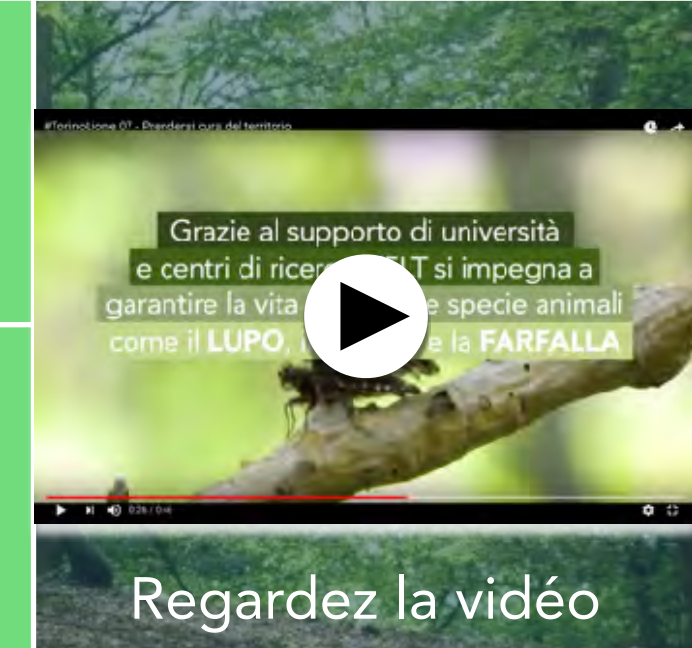 #Torinolione 07 - Prendersi cura del territorio
Grazie al supporto di università
e centri di T si impegna a
garantire la vita e specie animali
come il LUPO, e la FARFALLA
Regardez la vidéo